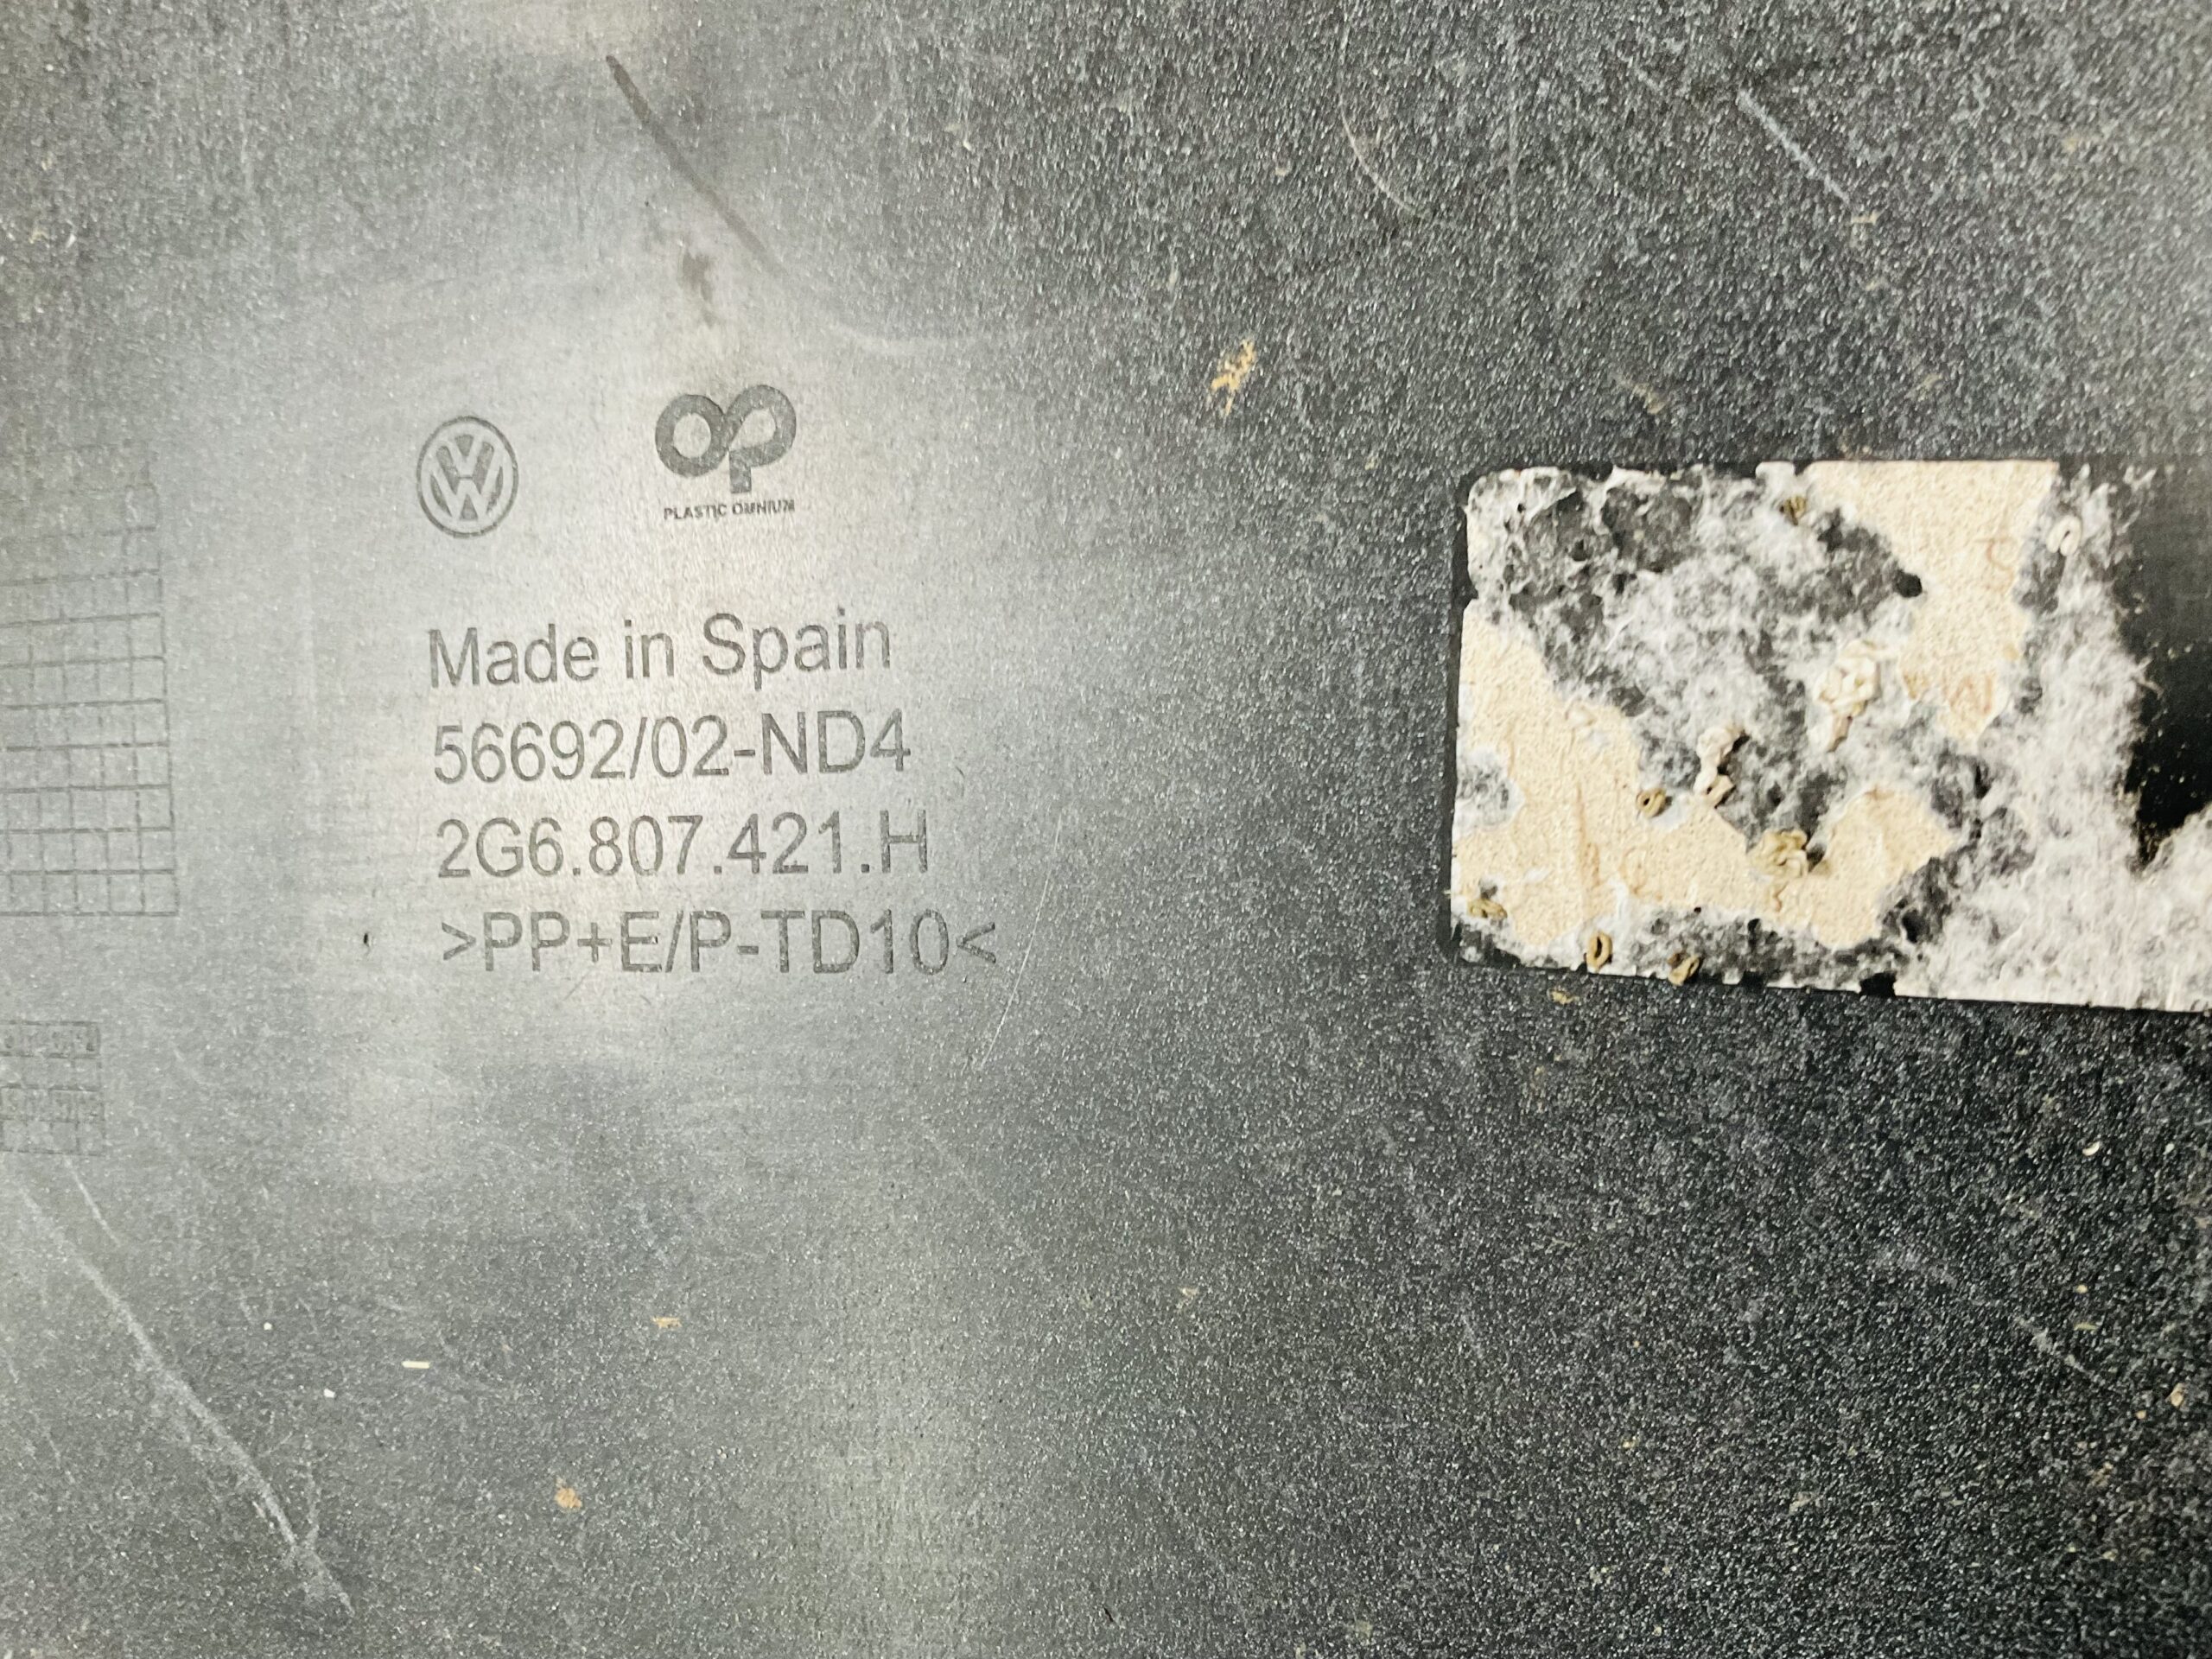 PLASTIC OMNIUM
Made in Spain
56692/02-ND4
2G6.807.421.H
>PP+E/P-TD10<